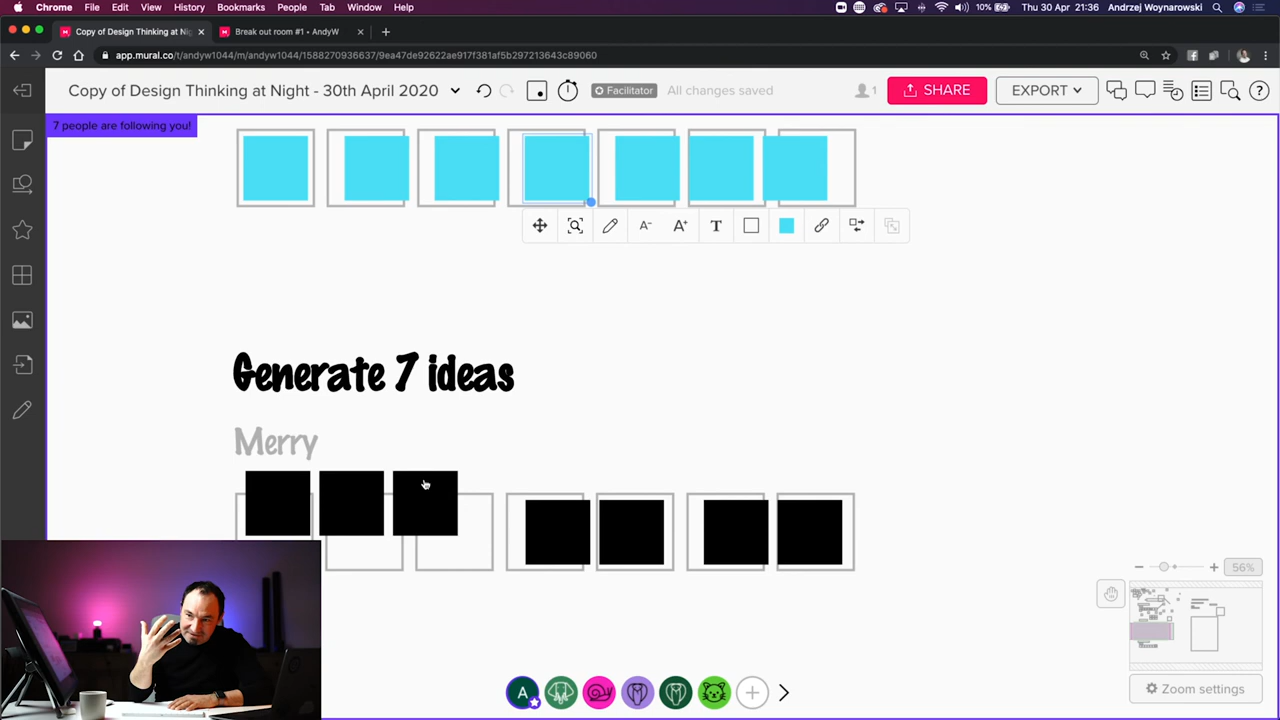 Chrome File Edit View History Bookmarks People Tab Window Help 10% Thu 30 Apr 21:36 Andrzej Woynarowski
Copy of Design Thinking at Nig Break out room #1 • AndyW
app.mural.co/t/andyw1044/m/andyw1044/1588270936637/9ea47de92622ae917f381af5b297213643c89060
Copy of Design Thinking at Night - 30th April 2020 Facilitator All changes saved 1 SHARE EXPORT
7 people are following you!
A- A+ T
Generate 7 ideas
Merry
56%
A
Zoom settings